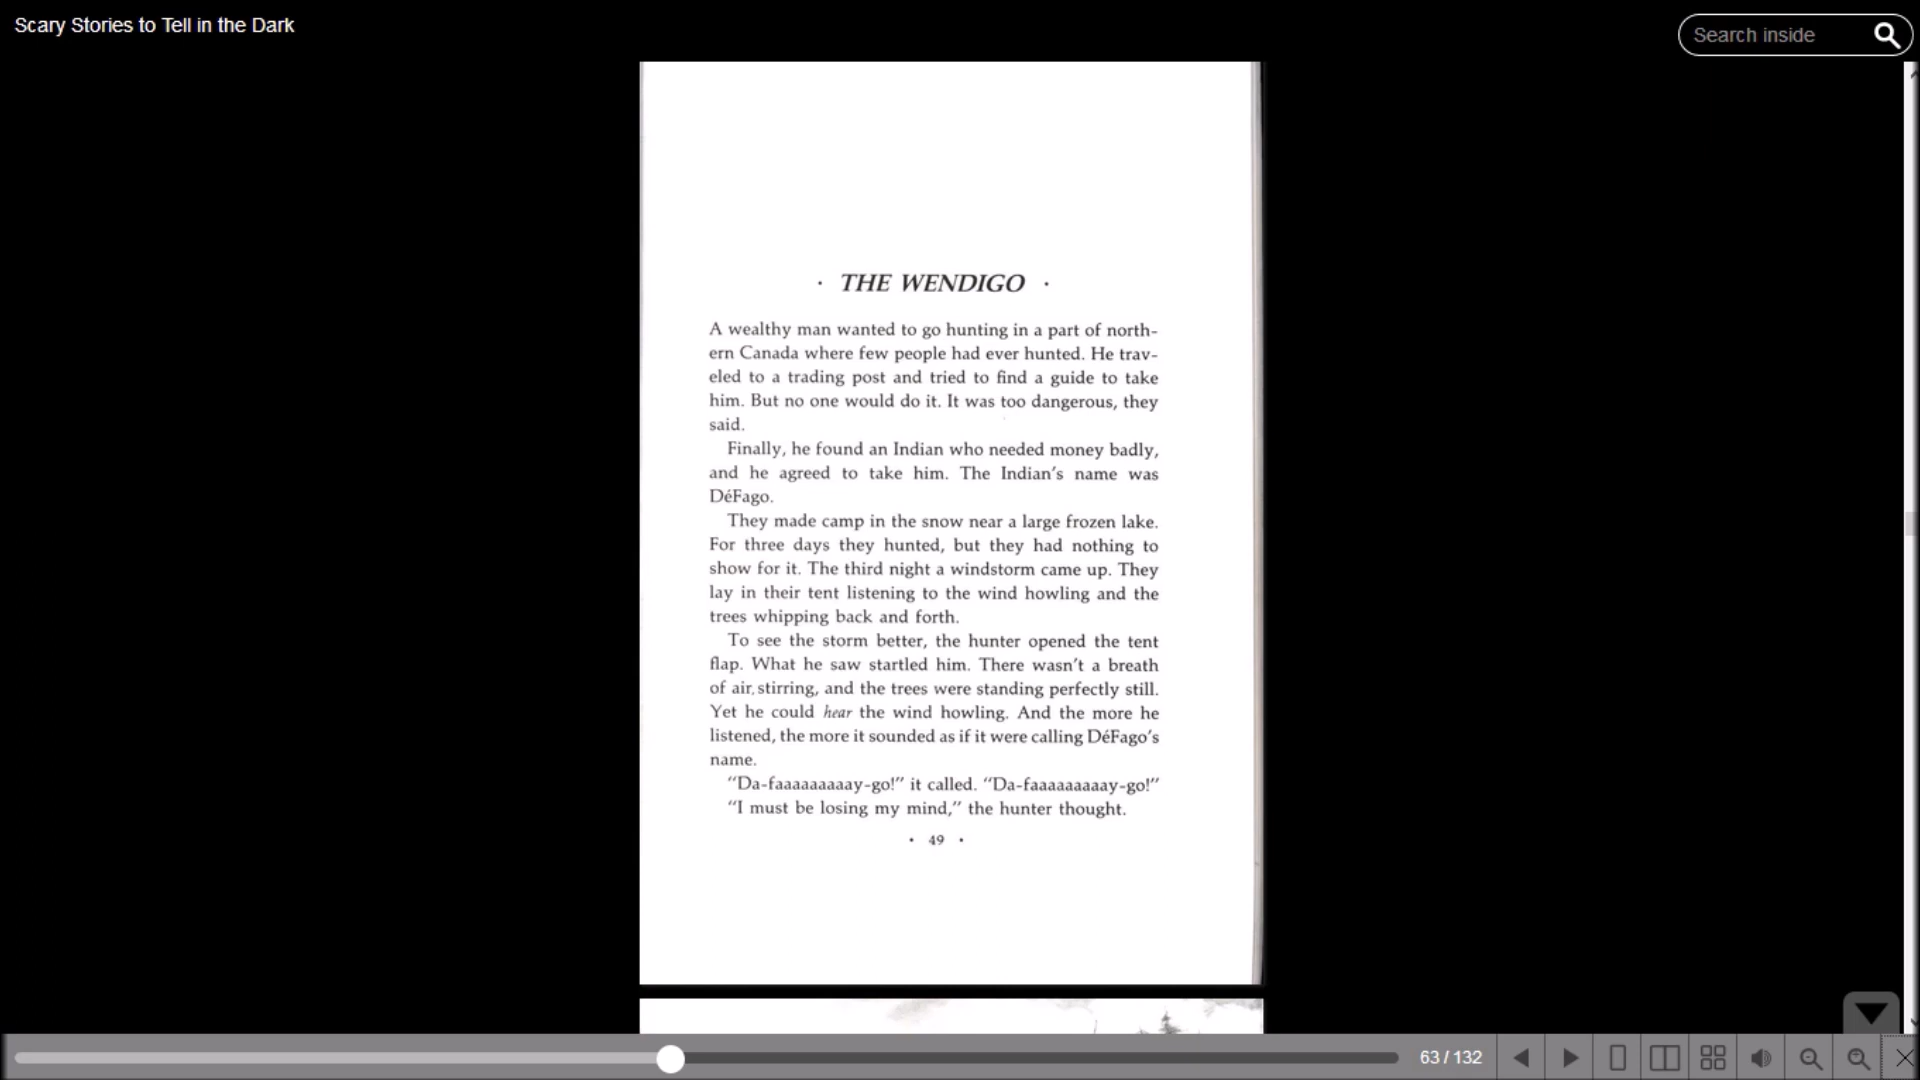 Scary Stories to Tell in the Dark
Search inside
· THE WENDIGO ·
A wealthy man wanted to go hunting in a part of north-
ern Canada where few people had ever hunted. He trav-
eled to a trading post and tried to find a guide to take
him. But no one would do it. It was too dangerous, they
said.
Finally, he found an Indian who needed money badly,
and he agreed to take him. The Indian's name was
DéFago.
They made camp in the snow near a large frozen lake.
For three days they hunted, but they had nothing to
show for it. The third night a windstorm came up. They
lay in their tent listening to the wind howling and the
trees whipping back and forth.
To see the storm better, the hunter opened the tent
flap. What he saw startled him. There wasn't a breath
of air stirring, and the trees were standing perfectly still.
Yet he could hear the wind howling. And the more he
listened, the more it sounded as if it were calling DéFago's
name.
“Da-faaaaaaaaay-go!” it called. “Da-faaaaaaaaay-go!”
“I must be losing my mind,” the hunter thought.
· 49 ·
63 / 132